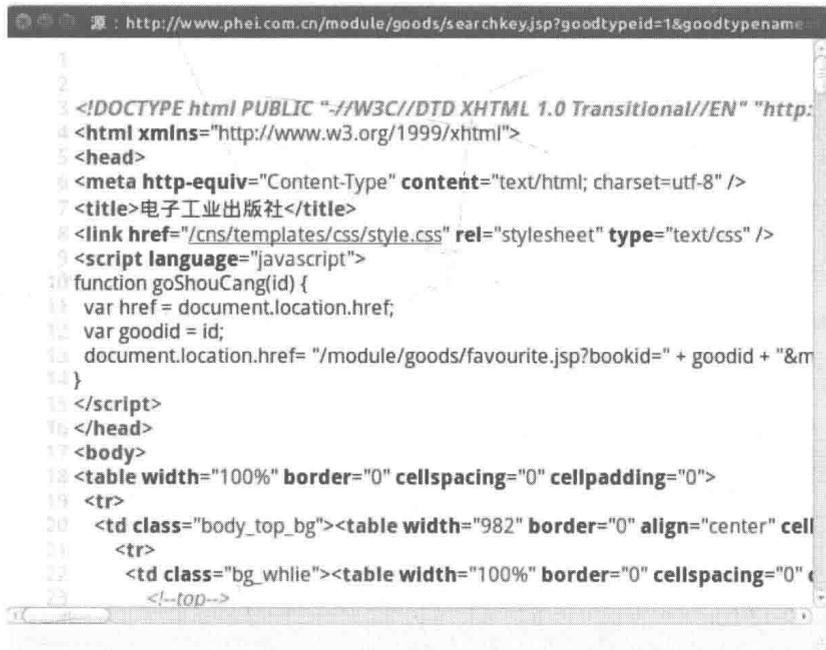 源 : http://www.phei.com.cn/module/goods/searchkey.jsp?goodtypeid=1&goodtypename=
1
2
3 <!DOCTYPE html PUBLIC "-//W3C//DTD XHTML 1.0 Transitional//EN" "http:
4 <html xmlns="http://www.w3.org/1999/xhtml">
5 <head>
6 <meta http-equiv="Content-Type" content="text/html; charset=utf-8" />
7 <title>电子工业出版社</title>
8 <link href="/cns/templates/css/style.css" rel="stylesheet" type="text/css" />
9 <script language="javascript">
10 function goShouCang(id) {
11 var href = document.location.href;
12 var goodid = id;
13 document.location.href= "/module/goods/favourite.jsp?bookid=" + goodid + "&m
14 }
15 </script>
16 </head>
17 <body>
18 <table width="100%" border="0" cellspacing="0" cellpadding="0">
19 <tr>
20 <td class="body_top_bg"><table width="982" border="0" align="center" cell
21 <tr>
22 <td class="bg_whlie"><table width="100%" border="0" cellspacing="0" c
23 <!--top-->